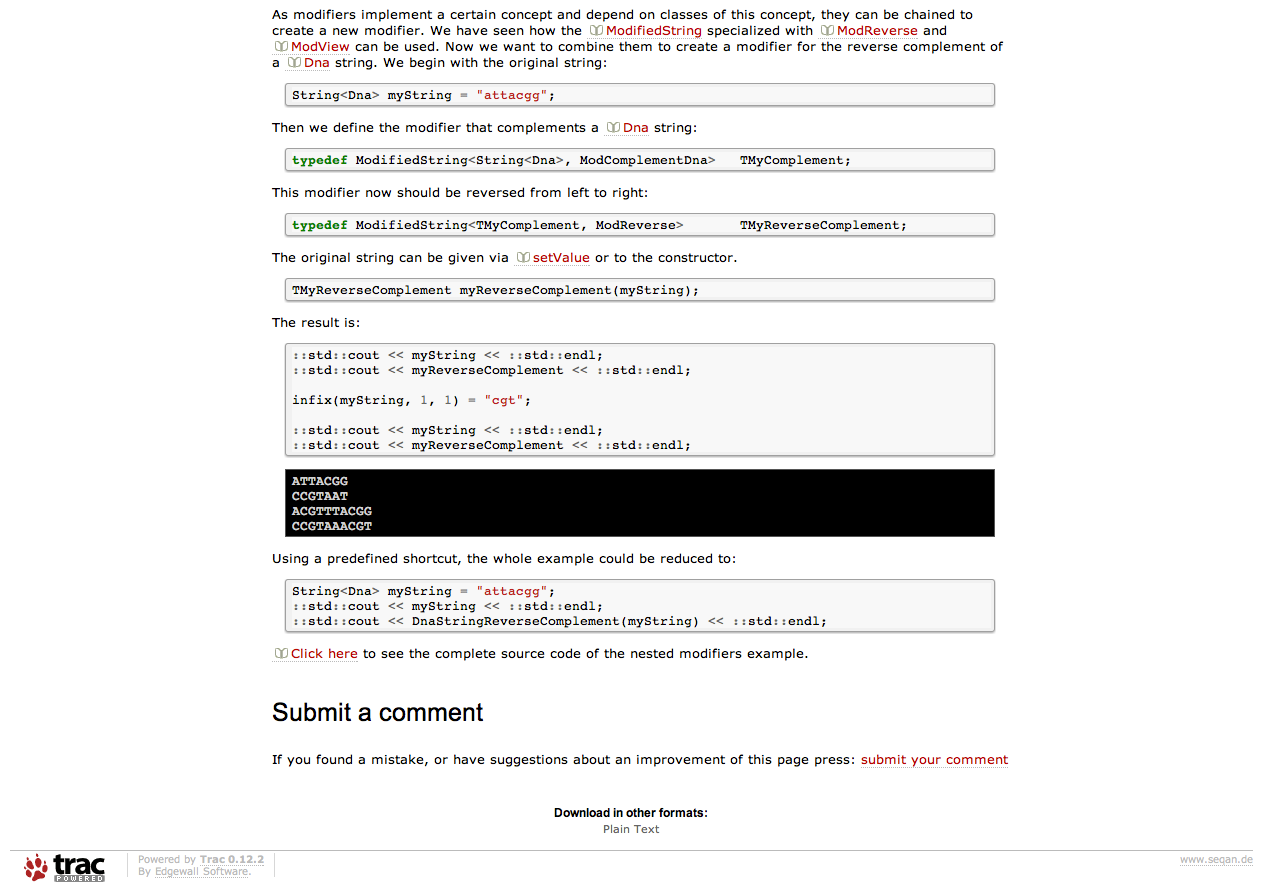 As modifiers implement a certain concept and depend on classes of this concept, they can be chained to
create a new modifier. We have seen how the ModifiedString specialized with ModReverse and
ModView can be used. Now we want to combine them to create a modifier for the reverse complement of
a Dna string. We begin with the original string:
String<Dna> myString = "attacgg";
Then we define the modifier that complements a Dna string:
typedef ModifiedString<String<Dna>, ModComplementDna>   TMyComplement;
This modifier now should be reversed from left to right:
typedef ModifiedString<TMyComplement, ModReverse>       TMyReverseComplement;
The original string can be given via setValue or to the constructor.
TMyReverseComplement myReverseComplement(myString);
The result is:
::std::cout << myString << ::std::endl;
::std::cout << myReverseComplement << ::std::endl;
infix(myString, 1, 1) = "cgt";
::std::cout << myString << ::std::endl;
::std::cout << myReverseComplement << ::std::endl;
ATTACGG
CCGTAAT
ACGTTTACGG
CCGTAAACGT
Using a predefined shortcut, the whole example could be reduced to:
String<Dna> myString = "attacgg";
::std::cout << myString << ::std::endl;
::std::cout << DnaStringReverseComplement(myString) << ::std::endl;
Click here to see the complete source code of the nested modifiers example.
Submit a comment
If you found a mistake, or have suggestions about an improvement of this page press: submit your comment
Download in other formats:
Plain Text
trac
POWERED
Powered by Trac 0.12.2
By Edgewall Software.
www.seqan.de